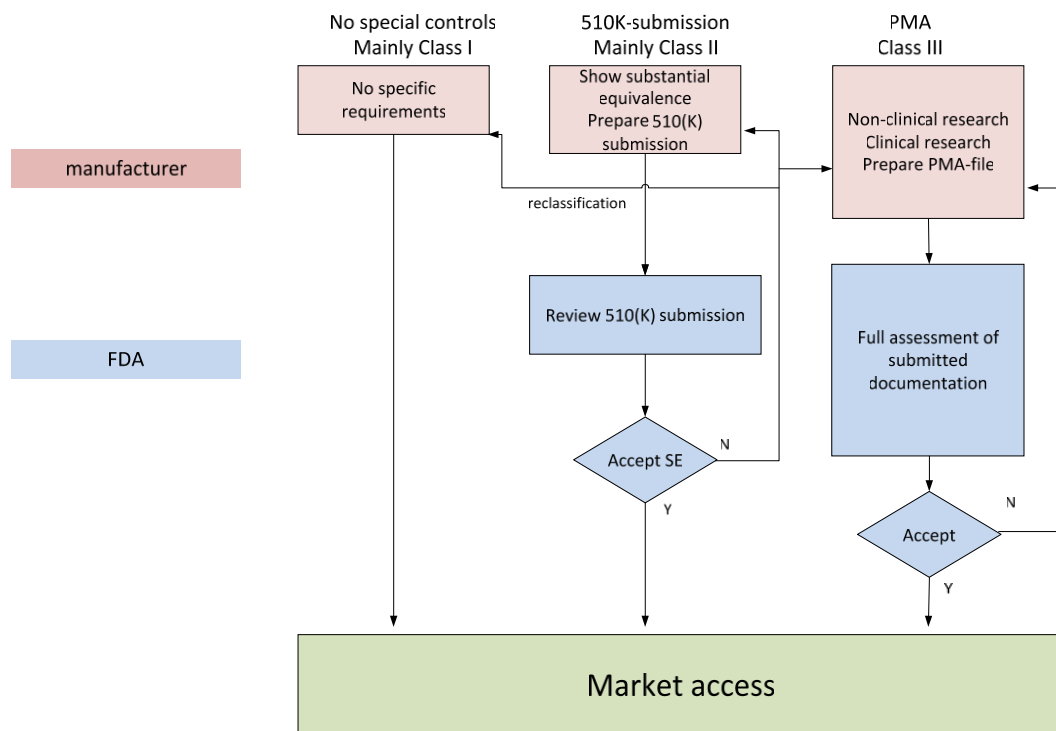 No special controls
Mainly Class I
510K-submission
Mainly Class II
PMA
Class III
No specific
requirements
Show substantial
equivalence
Prepare 510(K)
submission
Non-clinical research
Clinical research
Prepare PMA-file
manufacturer
reclassification
Review 510(K) submission
FDA
Full assessment of
submitted
documentation
Accept SE
N
Y
Accept
N
Y
Market access